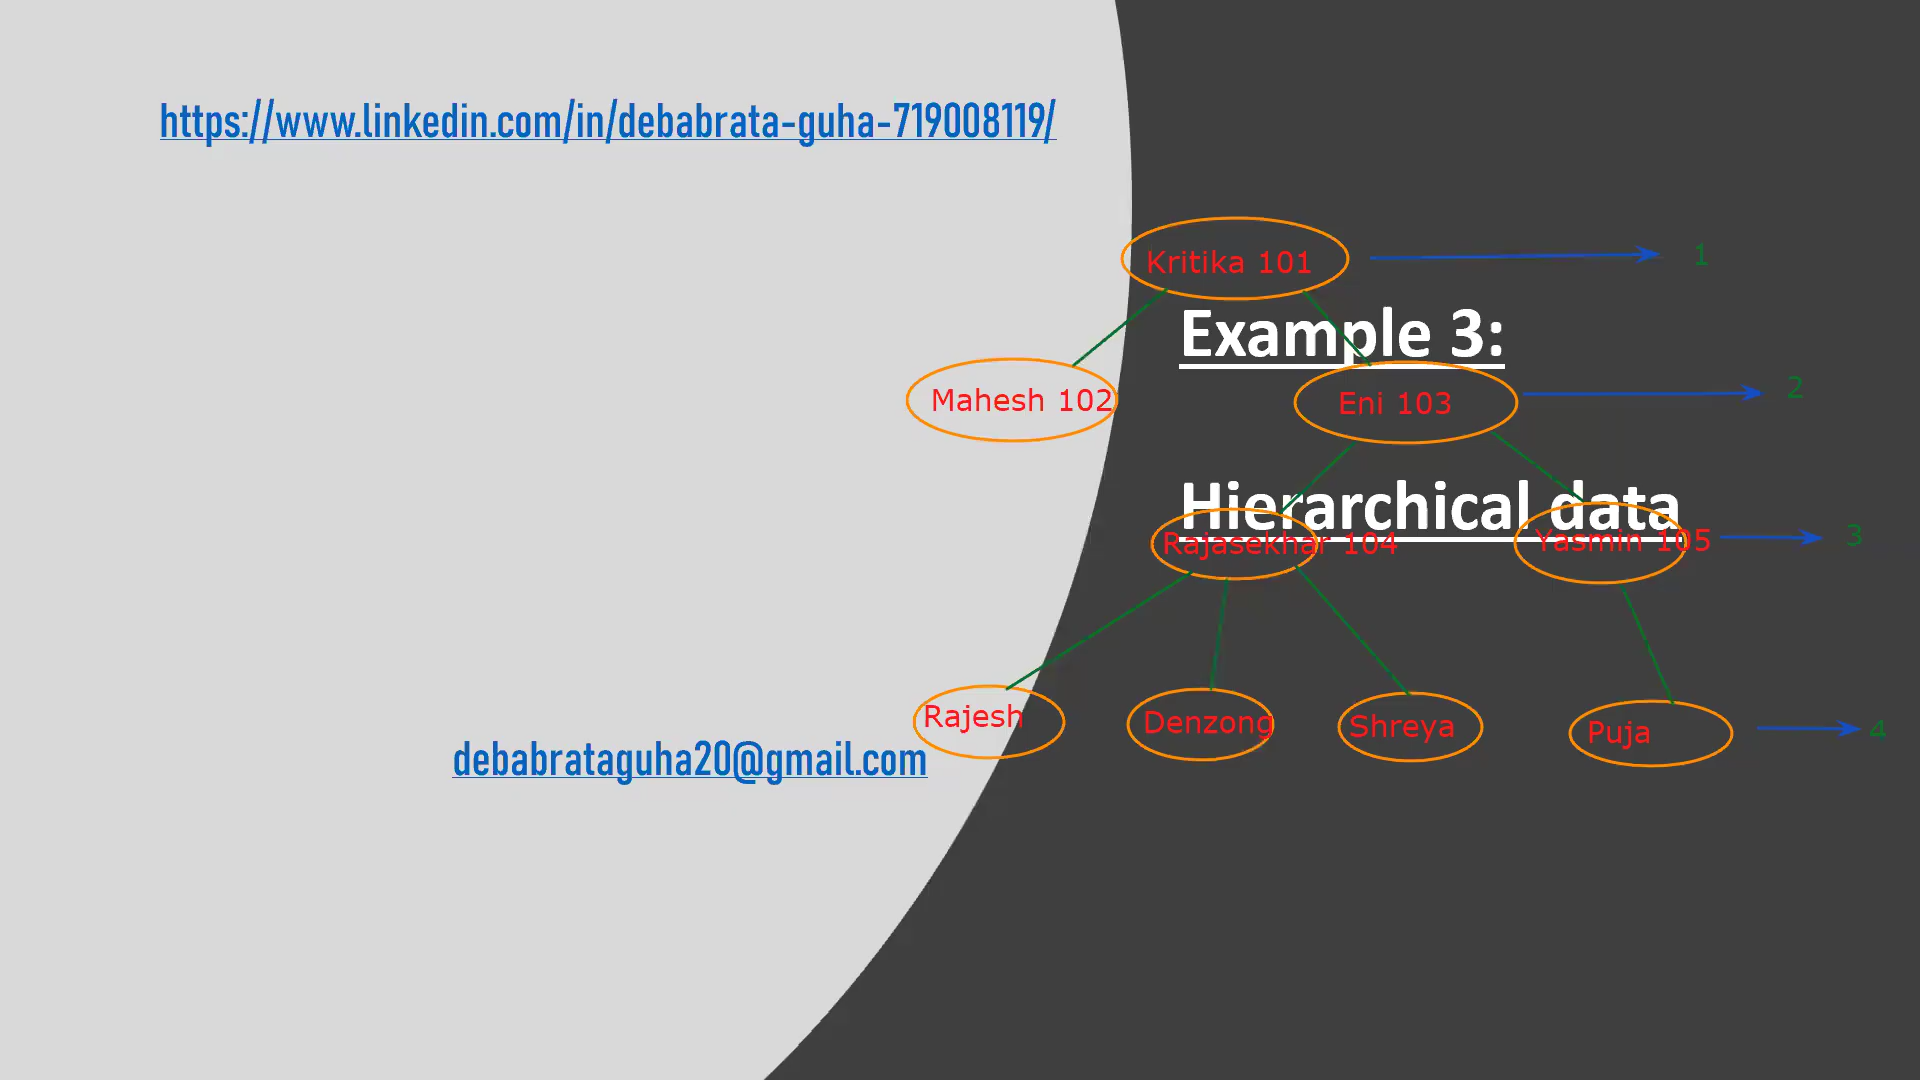 https://www.linkedin.com/in/debabrata-guha-719008119/
Kritika 101
1
Example 3:
Mahesh 102
Eni 103
2
Hierarchical data
Rajasekhar 104
Yasmin 105
3
Rajesh
Denzong
Shreya
Puja
4
debabrataguha20@gmail.com